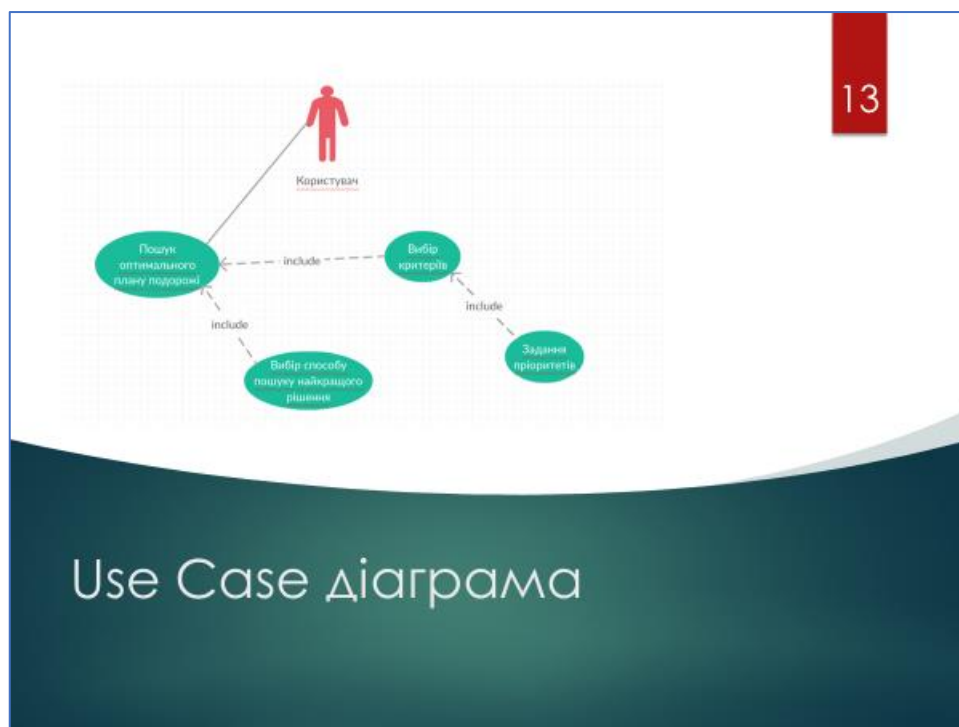 13
Користувач
Пошук
оптимального
плану подорожі
include
Вибір
критеріїв
include
include
Задання
пріоритетів
Вибір способу
пошуку найкращого
рішення
Use Case діаграма